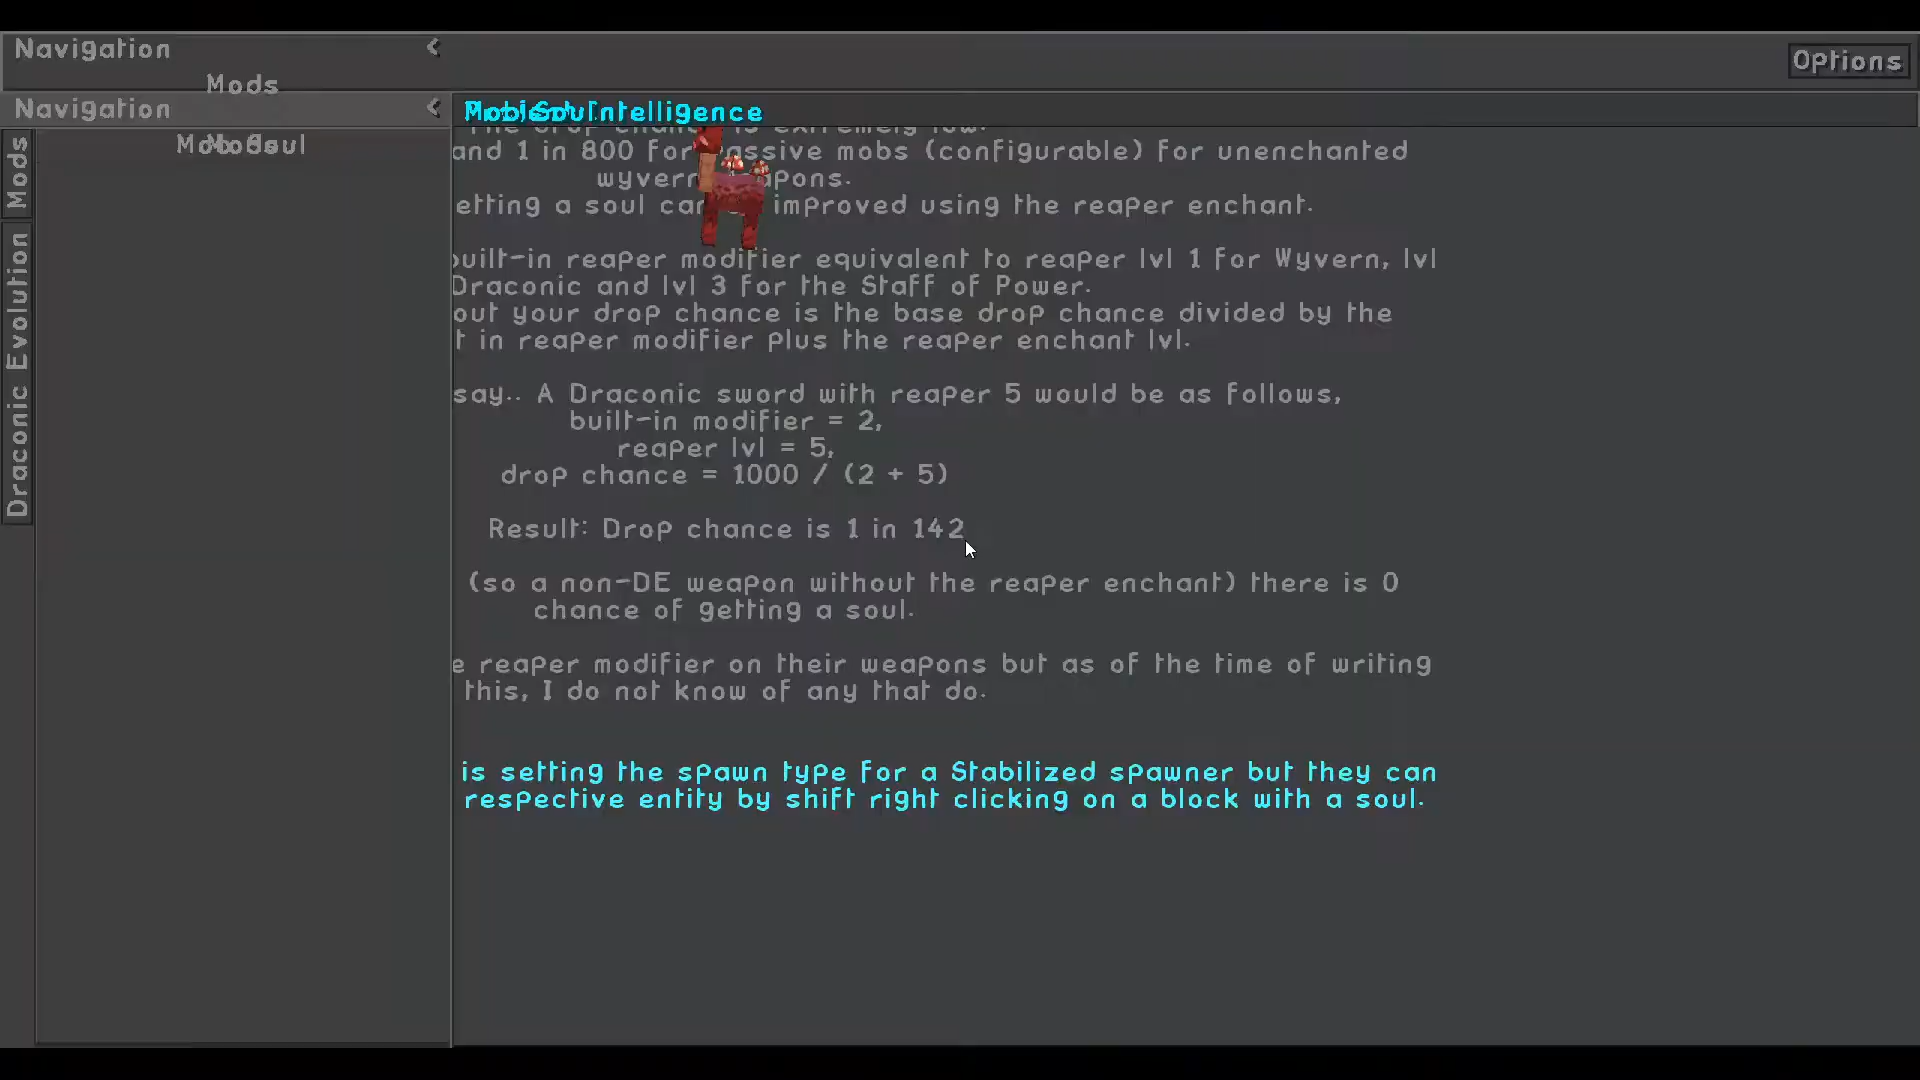 Navigation <
Options
Mods
Navigation <
Intelligence
Mods
Draconic Evolution
Soul
and 1 in 800 for passive mobs (configurable) for unenchanted
wyvern
etting a soul can improved using the reaper enchant.
built-in reaper modifier equivalent to reaper lvl 1 for Wyvern, lvl
Draconic and lvl 3 for the Staff of Power.
out your drop chance is the base drop chance divided by the
t in reaper modifier plus the reaper enchant lvl.
say.. A Draconic sword with reaper 5 would be as follows,
built-in modifier = 2,
reaper lvl = 5,
drop chance = 1000 / (2 + 5)
Result: Drop chance is 1 in 142
(so a non-DE weapon without the reaper enchant) there is 0
chance of getting a soul.
e reaper modifier on their weapons but as of the time of writing
this, I do not know of any that do.
is setting the spawn type for a Stabilized spawner but they can
respective entity by shift right clicking on a block with a soul.